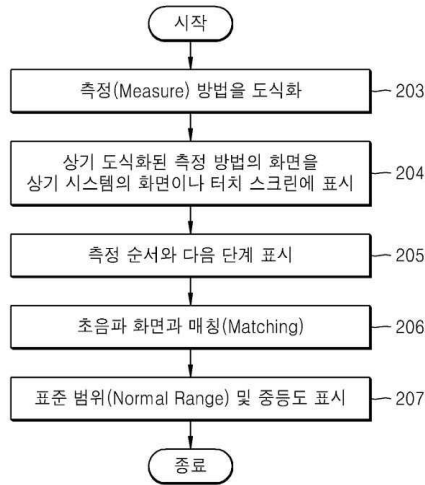 시작
측정(Measure) 방법을 도식화
203
상기 도식화된 측정 방법의 화면을
상기 시스템의 화면이나 터치 스크린에 표시
204
측정 순서와 다음 단계 표시
205
초음파 화면과 매칭(Matching)
206
표준 범위(Normal Range) 및 중등도 표시
207
종료